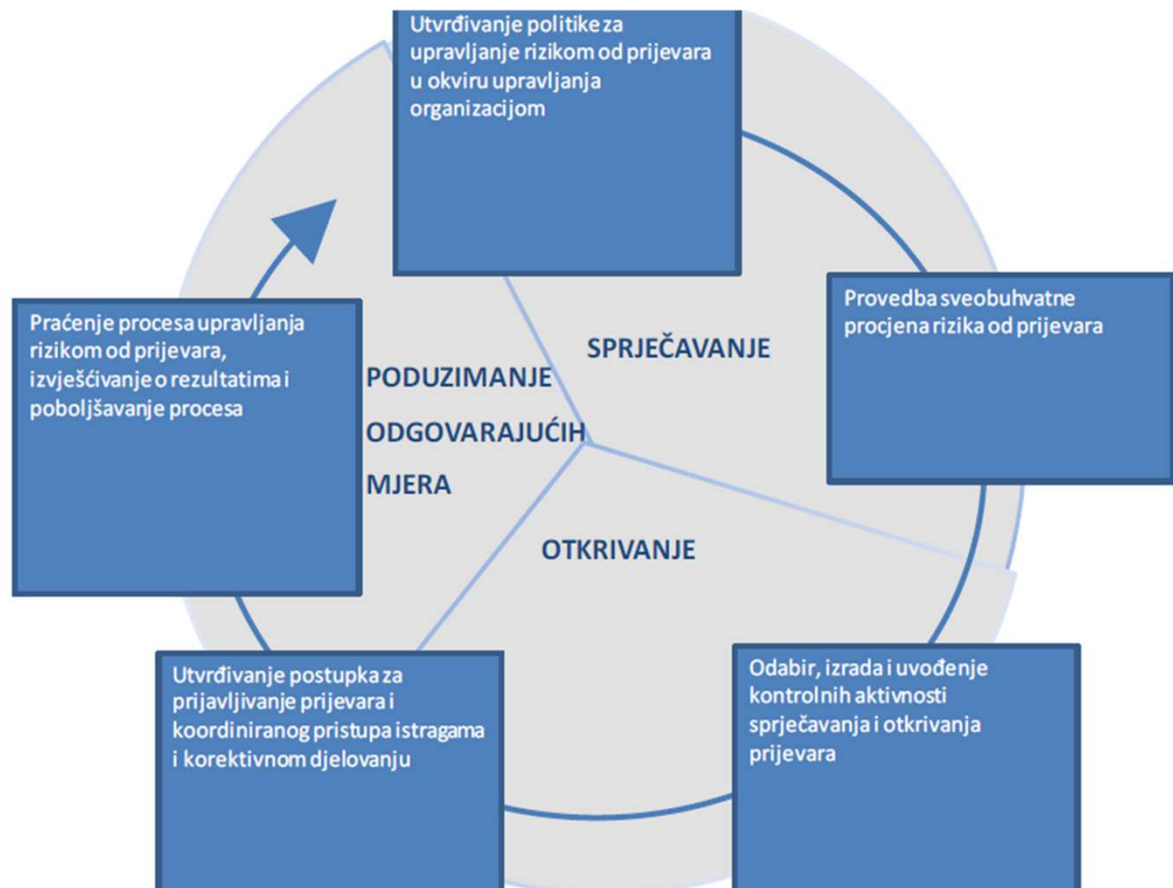 Utvrđivanje politike za
upravljanje rizikom od prijevara
u okviru upravljanja
organizacijom
Provedba sveobuhvatne
procjena rizika od prijevara
Praćenje procesa upravljanja
rizikom od prijevara,
izvješćivanje o rezultatima i
poboljšavanje procesa
SPRJEČAVANJE
PODUZIMANJE
ODGOVARAJUĆIH
MJERA
OTKRIVANJE
Utvrđivanje postupka za
prijavljivanje prijevara i
koordiniranog pristupa istragama
i korektivnom djelovanju
Odabir, izrada i uvođenje
kontrolnih aktivnosti
sprječavanja i otkrivanja
prijevara